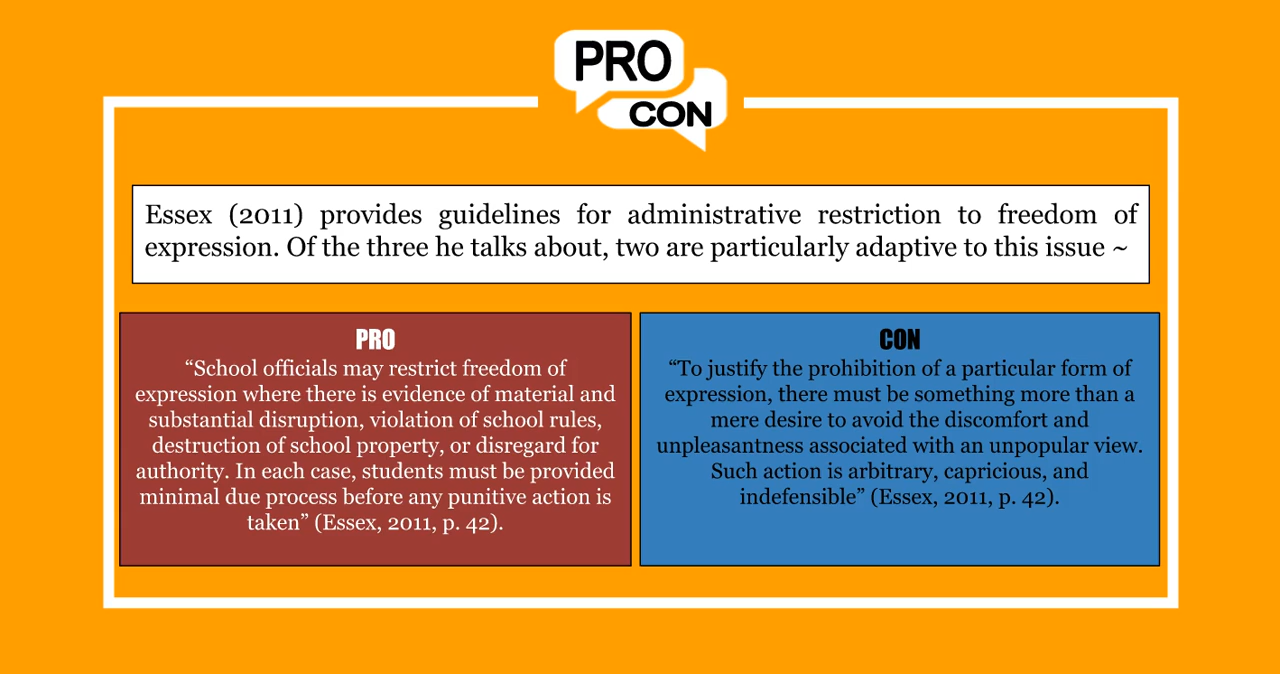 PRO
CON
Essex (2011) provides guidelines for administrative restriction to freedom of
expression. Of the three he talks about, two are particularly adaptive to this issue ~
PRO
“School officials may restrict freedom of
expression where there is evidence of material and
substantial disruption, violation of school rules,
destruction of school property, or disregard for
authority. In each case, students must be provided
minimal due process before any punitive action is
taken” (Essex, 2011, p. 42).
CON
“To justify the prohibition of a particular form of
expression, there must be something more than a
mere desire to avoid the discomfort and
unpleasantness associated with an unpopular view.
Such action is arbitrary, capricious, and
indefensible” (Essex, 2011, p. 42).